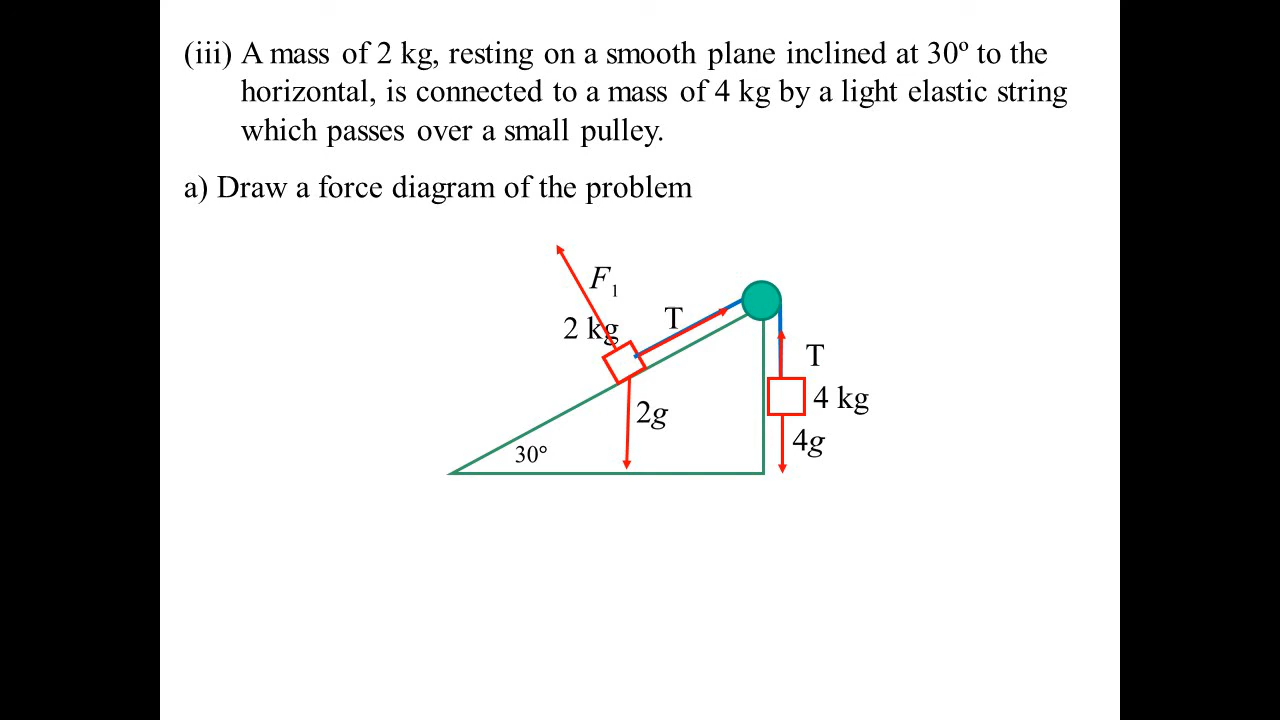 (iii) A mass of 2 kg, resting on a smooth plane inclined at 30º to the
horizontal, is connected to a mass of 4 kg by a light elastic string
which passes over a small pulley.
a) Draw a force diagram of the problem
F₁
2 kg
T
T
4 kg
2g
4g
30°